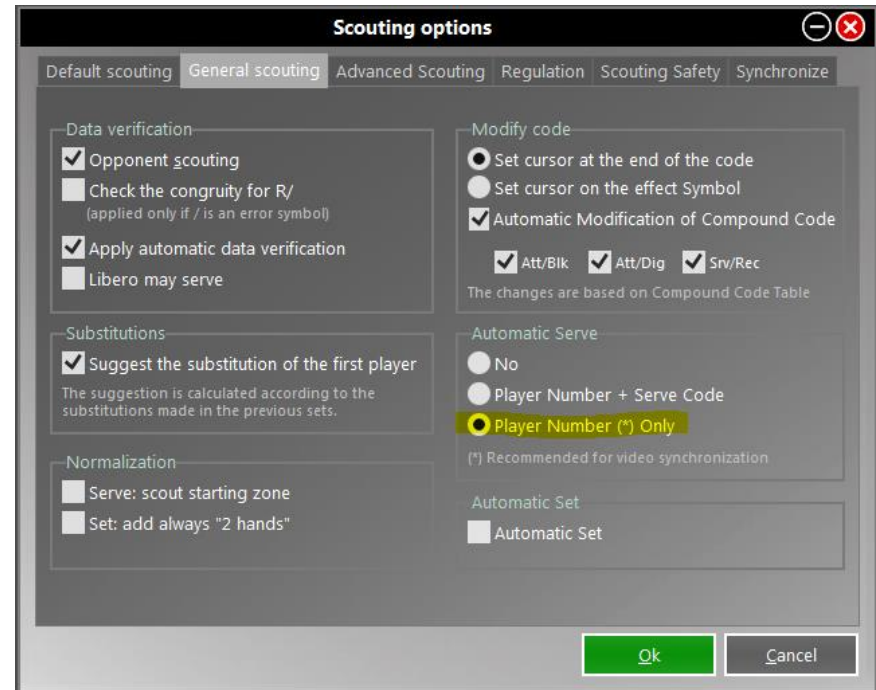 Scouting options
Default scouting General scouting Advanced Scouting Regulation Scouting Safety Synchronize
Data verification
Opponent scouting
Check the congruity for R/
(applied only if / is an error symbol)
Apply automatic data verification
Libero may serve
Substitutions
Suggest the substitution of the first player
The suggestion is calculated according to the
substitutions made in the previous sets.
Normalization
Serve: scout starting zone
Set: add always "2 hands"
Modify code
Set cursor at the end of the code
Set cursor on the effect Symbol
Automatic Modification of Compound Code
Att/Blk Att/Dig Srv/Rec
The changes are based on Compound Code Table
Automatic Serve
No
Player Number + Serve Code
Player Number (*) Only
(*) Recommended for video synchronization
Automatic Set
Automatic Set
Ok Cancel